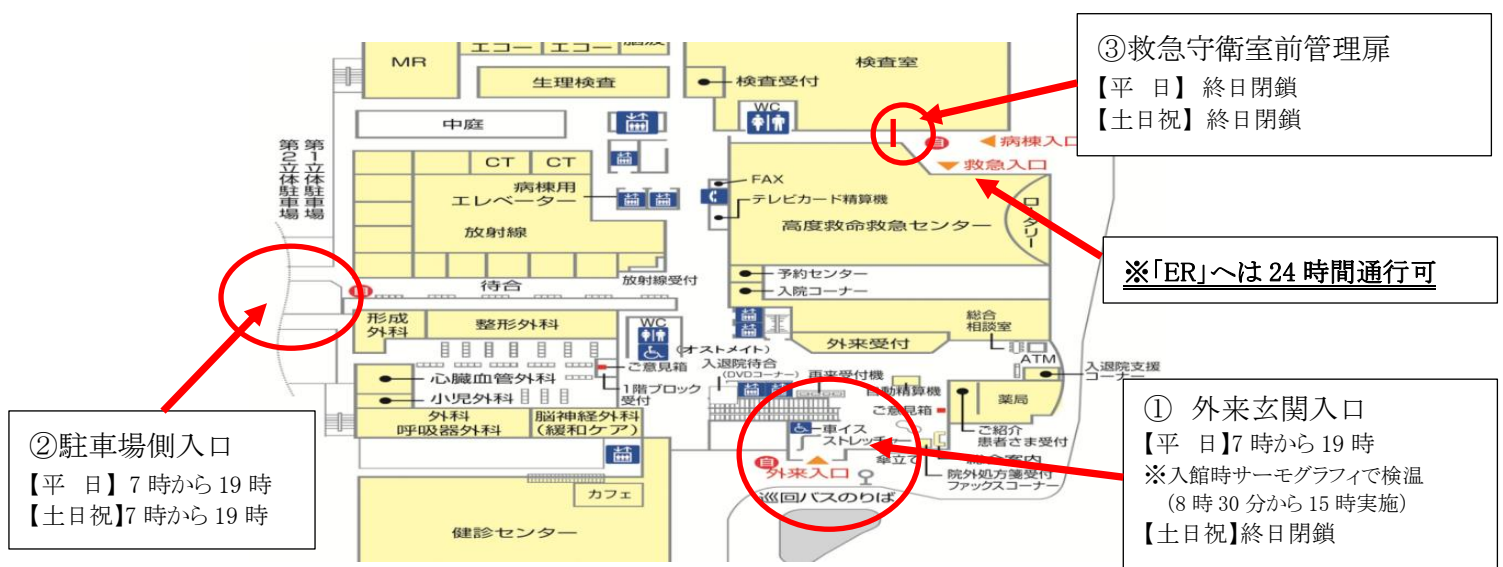 ③救急守衛室前管理扉
【平　日】 終日閉鎖
【土日祝】 終日閉鎖
エコー
エコー
MR
生理検査
検査受付
検査室
WC
中庭
第1立体駐車場
第2立体駐車場
CT
CT
病棟入口
救急入口
病棟用
エレベーター
FAX
テレビカード精算機
高度救命救急センター
ロータリー
放射線
※「ER」へは 24 時間通行可
放射線受付
待合
予約センター
入院コーナー
形成
外科
整形外科
WC
(オストメイト)
ご意見箱
1階ブロック
受付
入退院待合
(DVDコーナー)
外来受付
総合
相談室
ATM
入退院支援
コーナー
再来受付機
自動精算機
ご意見箱
薬局
心臓血管外科
小児外科
外科
呼吸器外科
脳神経外科
(緩和ケア)
車イス
ストレッチャー
ご紹介
患者さま受付
傘立て
総合案内
外来入口
院外処方箋受付
ファックスコーナー
巡回バスのりば
カフェ
健診センター
②駐車場側入口
【平　日】 7 時から 19 時
【土日祝】7 時から 19 時
①　外来玄関入口
【平　日】7 時から 19 時
※入館時サーモグラフィで検温
（8 時 30 分から 15 時実施）
【土日祝】終日閉鎖